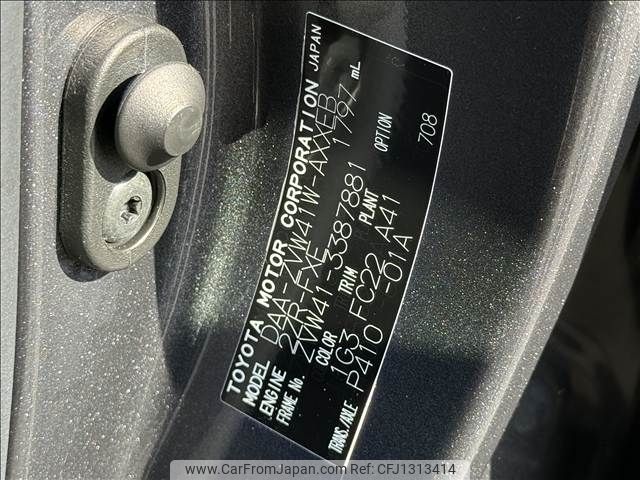 TOYOTA MOTOR CORPORATION JAPAN
MODEL DAA-ZVW41W-AXXEB
ENGINE 2ZR-FXE 1797 mL
FRAME No. ZVW41-3387881
COLOR TRIM PLANT OPTION
1G3 FC22 A41
TRANS./AXLE P410 -01A
708
www.CarFromJapan.com - CFJ1313414